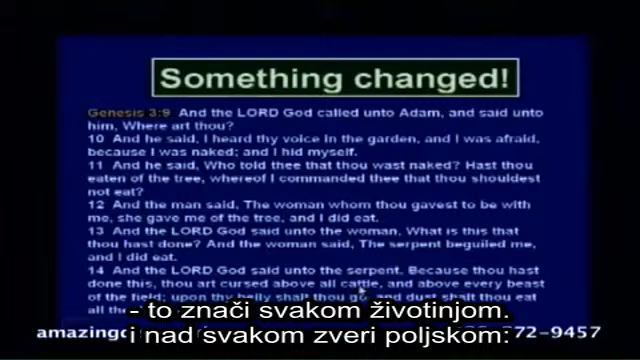 Something changed!
Genesis 3:9 And the LORD God called unto Adam, and said unto
him, Where art thou?
10 And he said, I heard thy voice in the garden, and I was afraid,
because I was naked; and I hid myself.
11 And he said, Who told thee that thou wast naked? Hast thou
eaten of the tree, whereof I commanded thee that thou shouldest
not eat?
12 And the man said, The woman whom thou gavest to be with
me, she gave me of the tree, and I did eat.
13 And the LORD God said unto the woman, What is this that
thou hast done? And the woman said, The serpent beguiled me,
and I did eat.
14 And the LORD God said unto the serpent, Because thou hast
done this, thou art cursed above all cattle, and above every beast
of the field; upon thy belly shalt thou go, and dust shalt thou eat
all the
- to znači svakom životinjom.
i nad svakom zveri poljskom:
772-9457